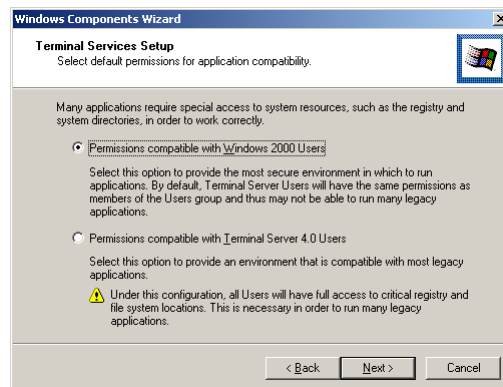 Windows Components Wizard
Terminal Services Setup
Select default permissions for application compatibility.
Many applications require special access to system resources, such as the registry and
system directories, in order to work correctly.
Permissions compatible with Windows 2000 Users
Select this option to provide the most secure environment in which to run
applications. By default, Terminal Server Users will have the same permissions as
members of the Users group and thus may not be able to run many legacy
applications.
Permissions compatible with Terminal Server 4.0 Users
Select this option to provide an environment that is compatible with most legacy
applications.
Under this configuration, all Users will have full access to critical registry and
file system locations. This is necessary in order to run many legacy
applications.
< Back Next > Cancel